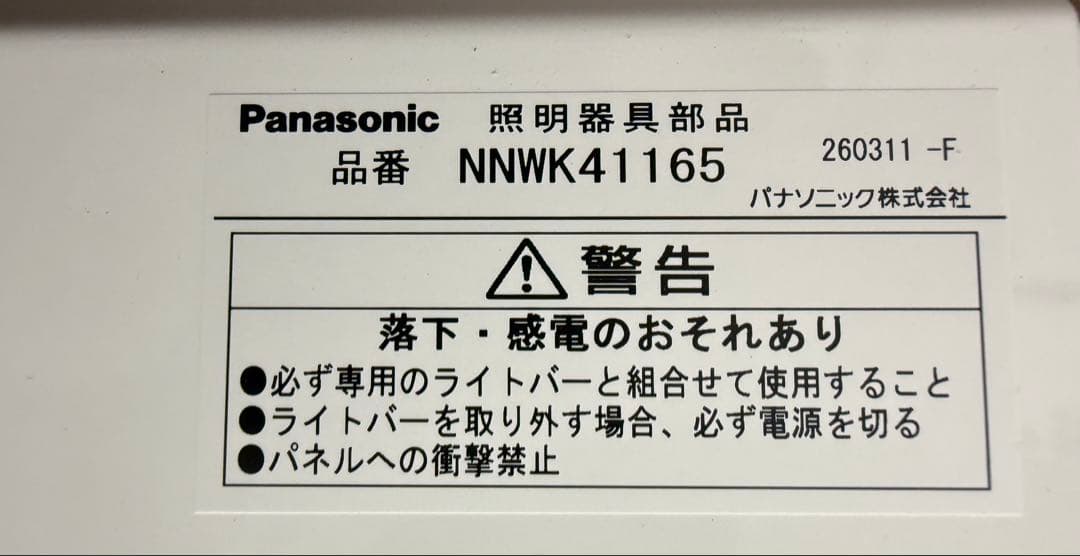 Panasonic 照明器具部品
品番 NNWK41165 260311 -F
パナソニック株式会社
警告
落下・感電のおそれあり
●必ず専用のライトバーと組合せて使用すること
●ライトバーを取り外す場合、必ず電源を切る
●パネルへの衝撃禁止